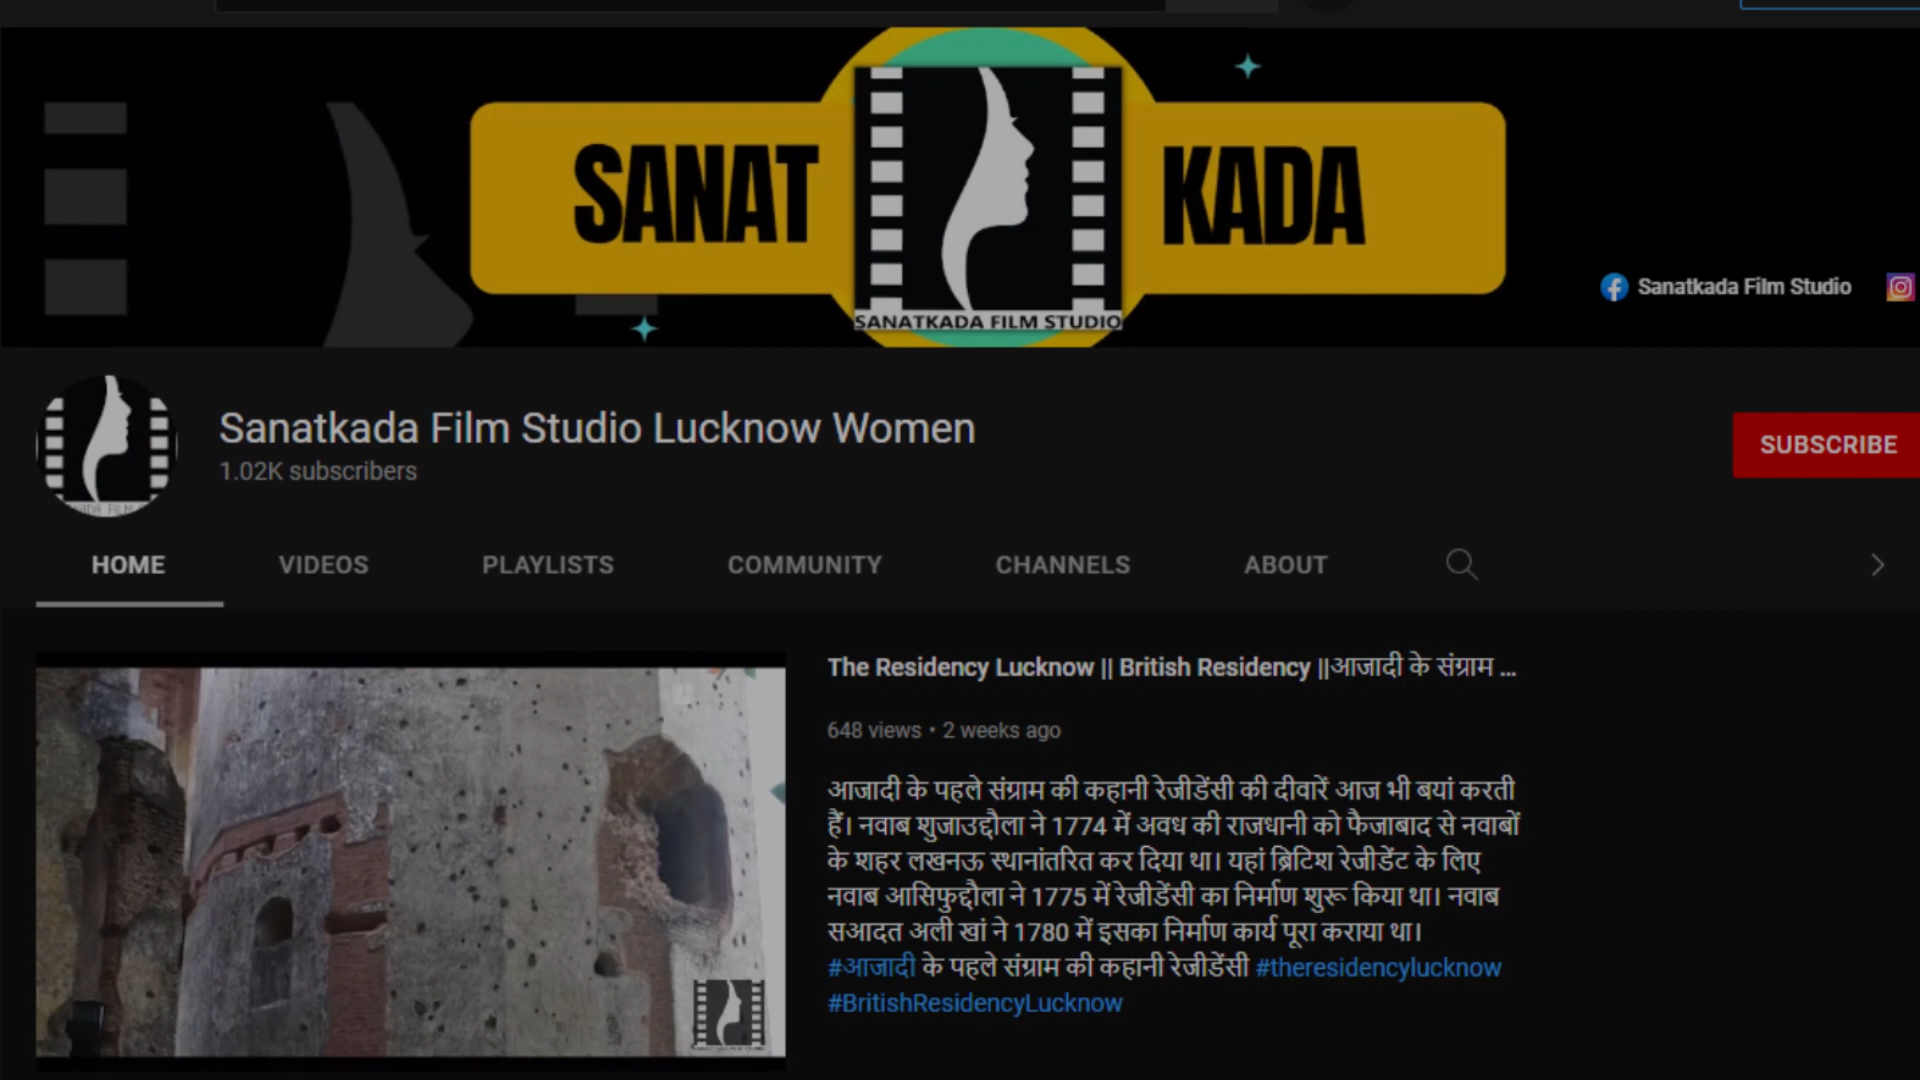 SANAT KADA
SANATKADA FILM STUDIO
Sanatkada Film Studio
Sanatkada Film Studio Lucknow Women
1.02K subscribers
SUBSCRIBE
HOME VIDEOS PLAYLISTS COMMUNITY CHANNELS ABOUT
The Residency Lucknow || British Residency ||आजादी के संग्राम ...
648 views • 2 weeks ago
आजादी के पहले संग्राम की कहानी रेजीडेंसी की दीवारें आज भी बयां करती
हैं। नवाब शुजाउद्दौला ने 1774 में अवध की राजधानी को फैजाबाद से नवाबों
के शहर लखनऊ स्थानांतरित कर दिया था। यहां ब्रिटिश रेजीडेंट के लिए
नवाब आसिफुद्दौला ने 1775 में रेजीडेंसी का निर्माण शुरू किया था। नवाब
सआदत अली खां ने 1780 में इसका निर्माण कार्य पूरा कराया था।
#आजादी के पहले संग्राम की कहानी रेजीडेंसी #theresidencylucknow
#BritishResidencyLucknow